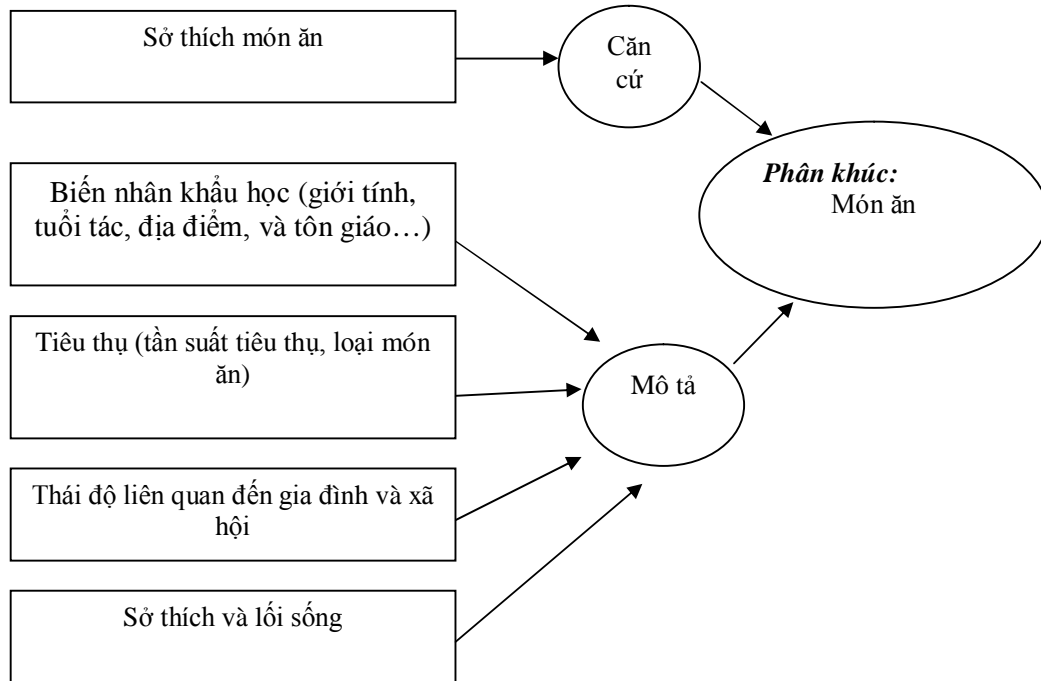 Sở thích món ăn
Căn
cứ
Phân khúc:
Món ăn
Biến nhân khẩu học (giới tính,
tuổi tác, địa điểm, và tôn giáo…)
Tiêu thụ (tần suất tiêu thụ, loại món
ăn)
Mô tả
Thái độ liên quan đến gia đình và xã
hội
Sở thích và lối sống